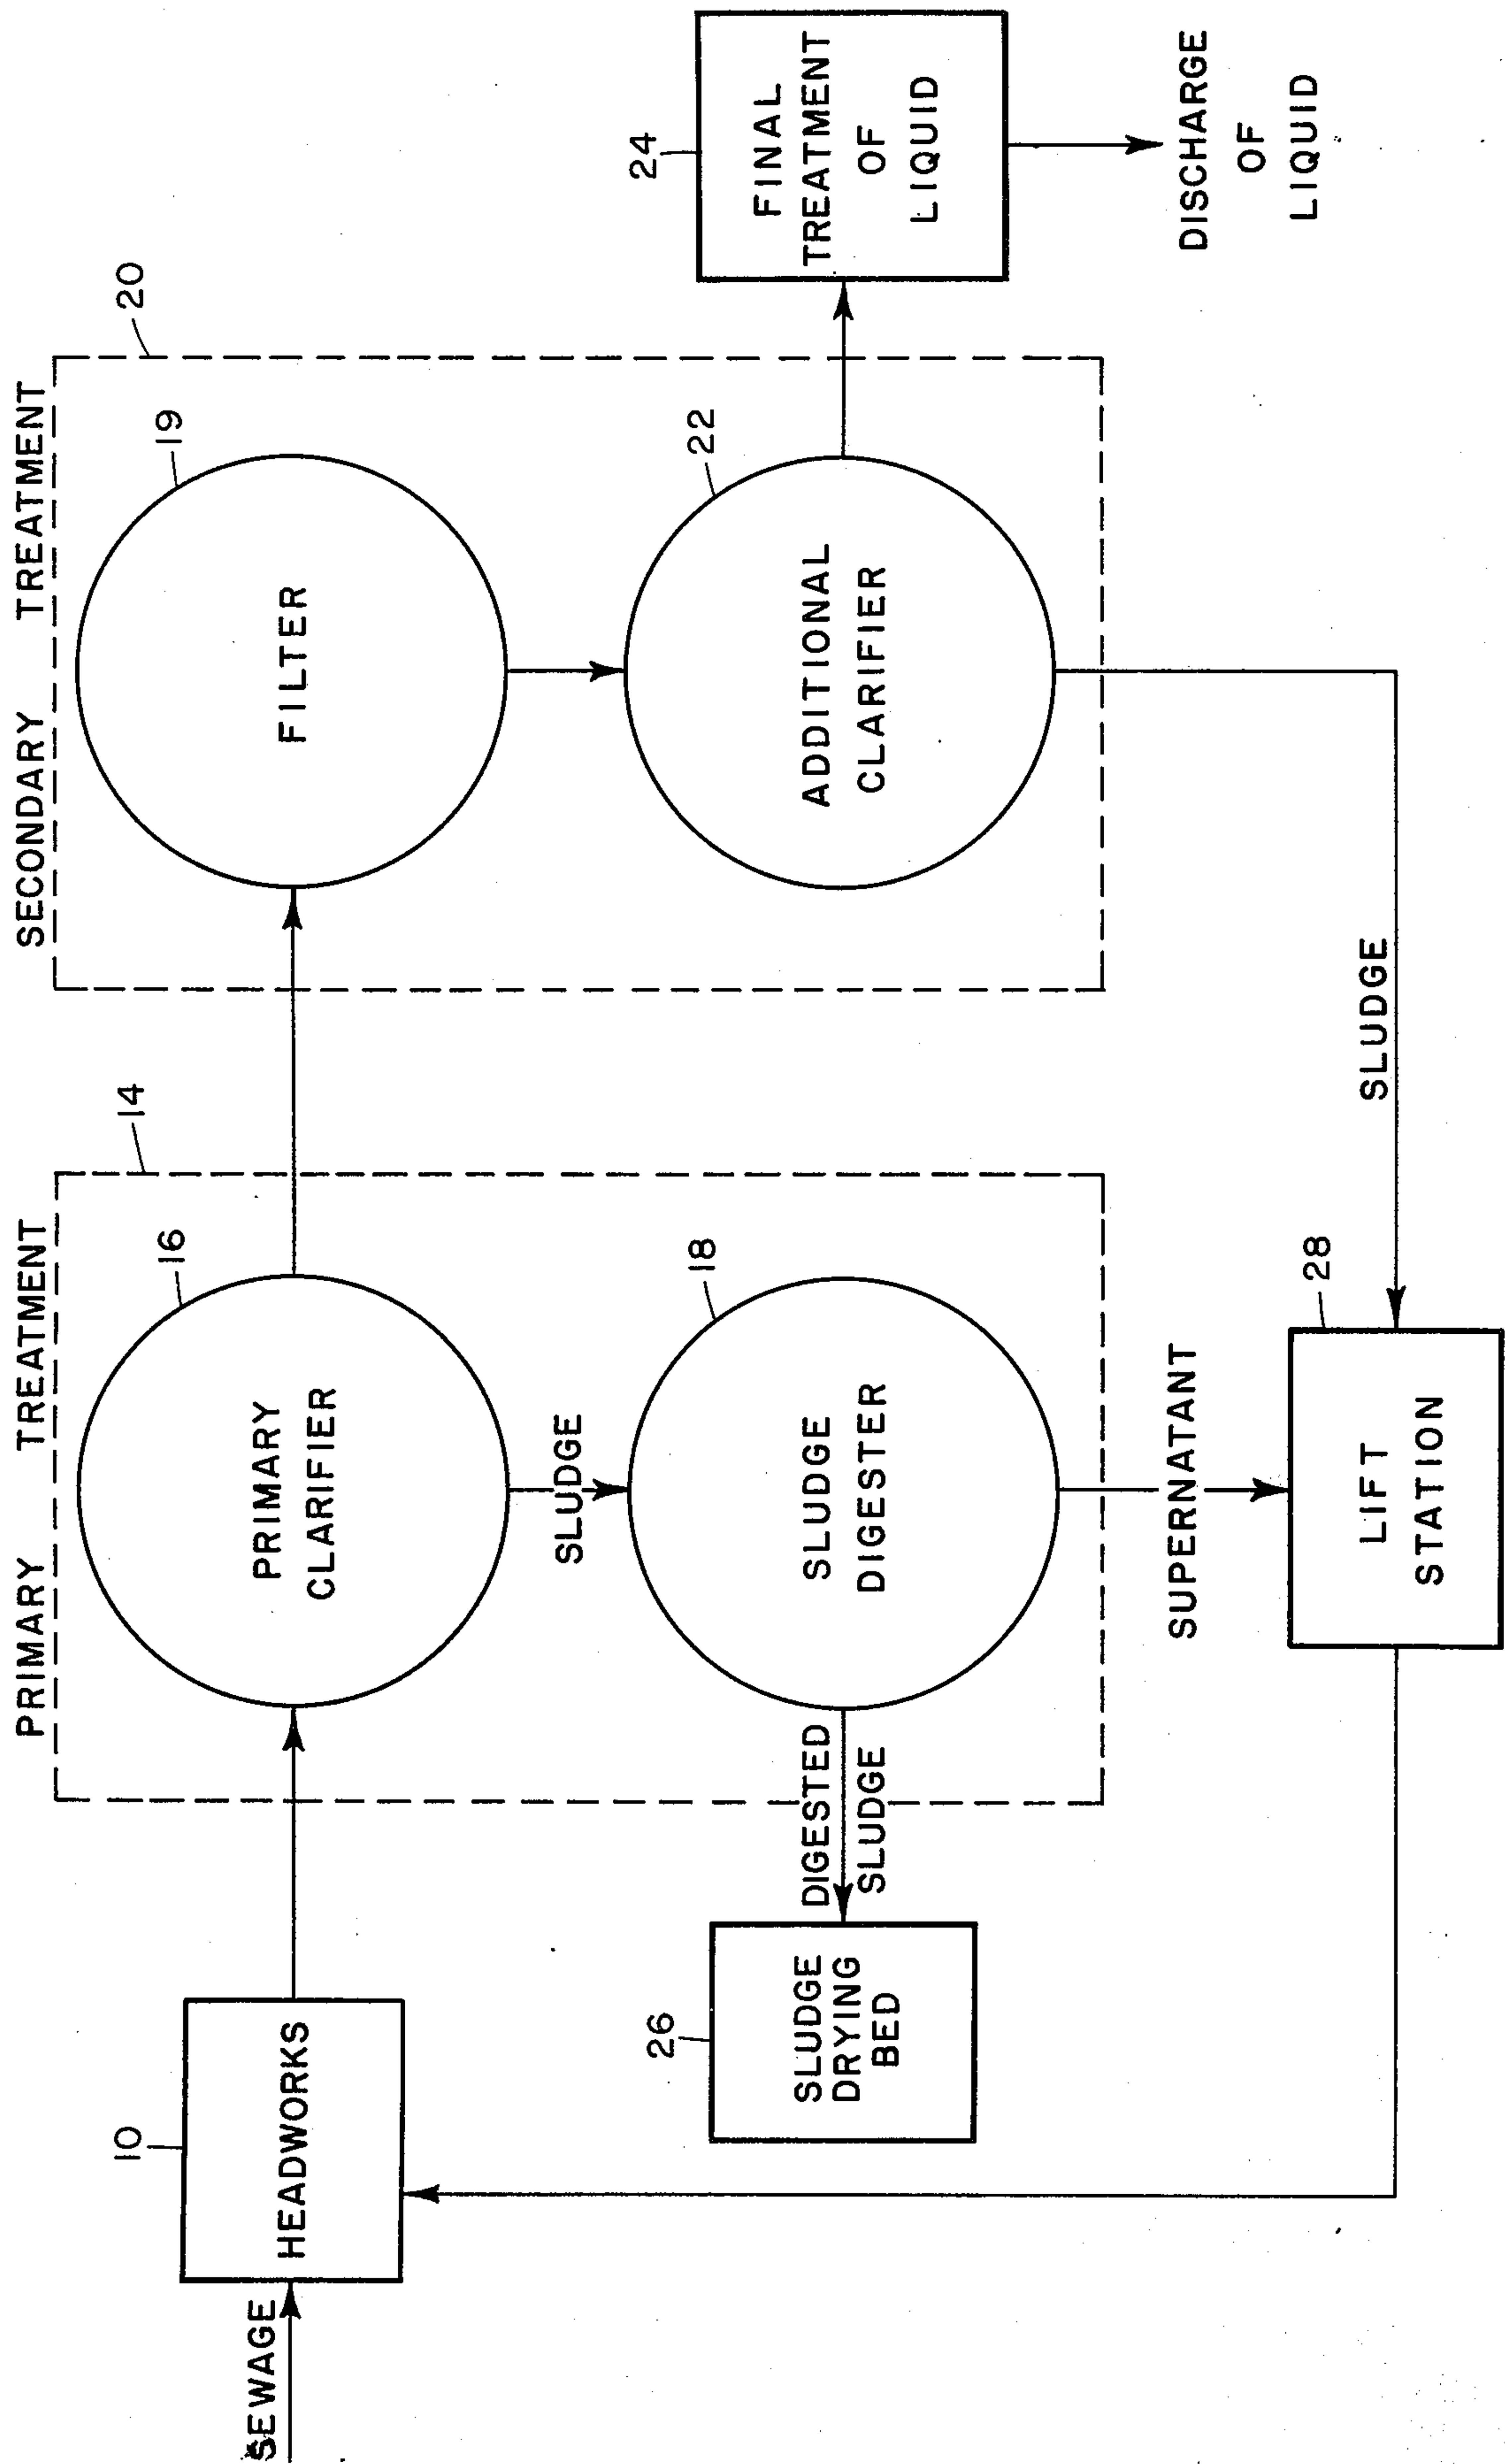 PRIMARY TREATMENT
SECONDARY TREATMENT
14
20
SEWAGE
10
HEADWORKS
16
PRIMARY
CLARIFIER
19
FILTER
SLUDGE
26
SLUDGE
DRYING
BED
DIGESTED
SLUDGE
18
SLUDGE
DIGESTER
22
ADDITIONAL
CLARIFIER
24
FINAL
TREATMENT
OF
LIQUID
SUPERNATANT
DISCHARGE
OF
LIQUID
28
LIFT
STATION
SLUDGE